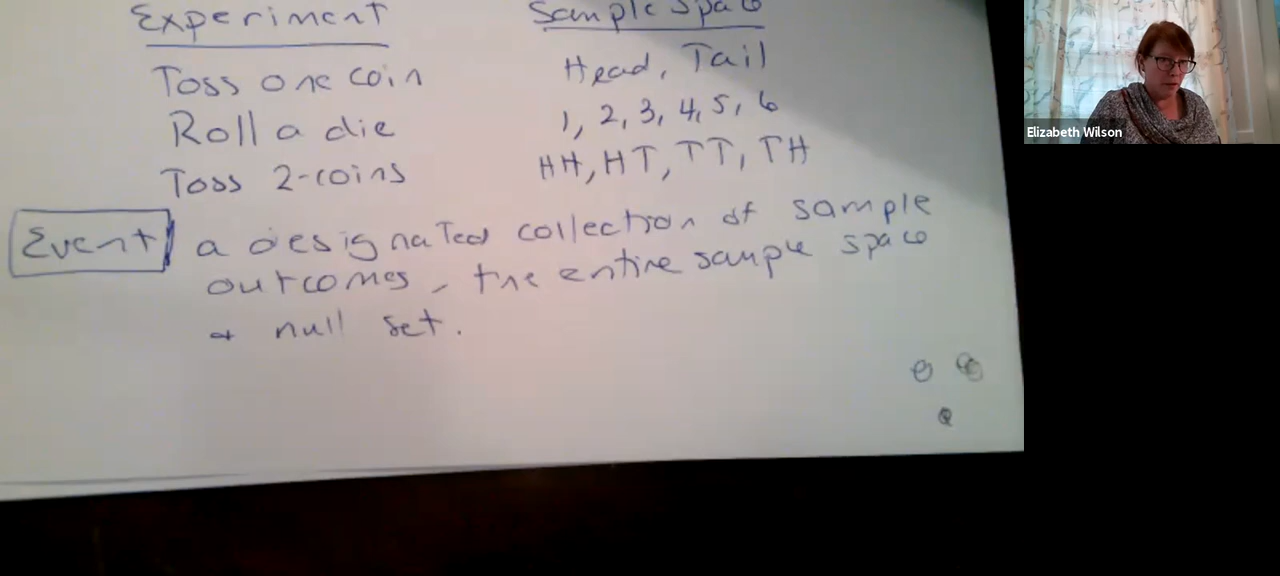 Experiment Sample Space
Toss one coin Head, Tail
Roll a die 1, 2, 3, 4, 5, 6
Toss 2-coins HH, HT, TT, TH
Event a designated collection of sample
outcomes, the entire sample space
& null set.
Elizabeth Wilson